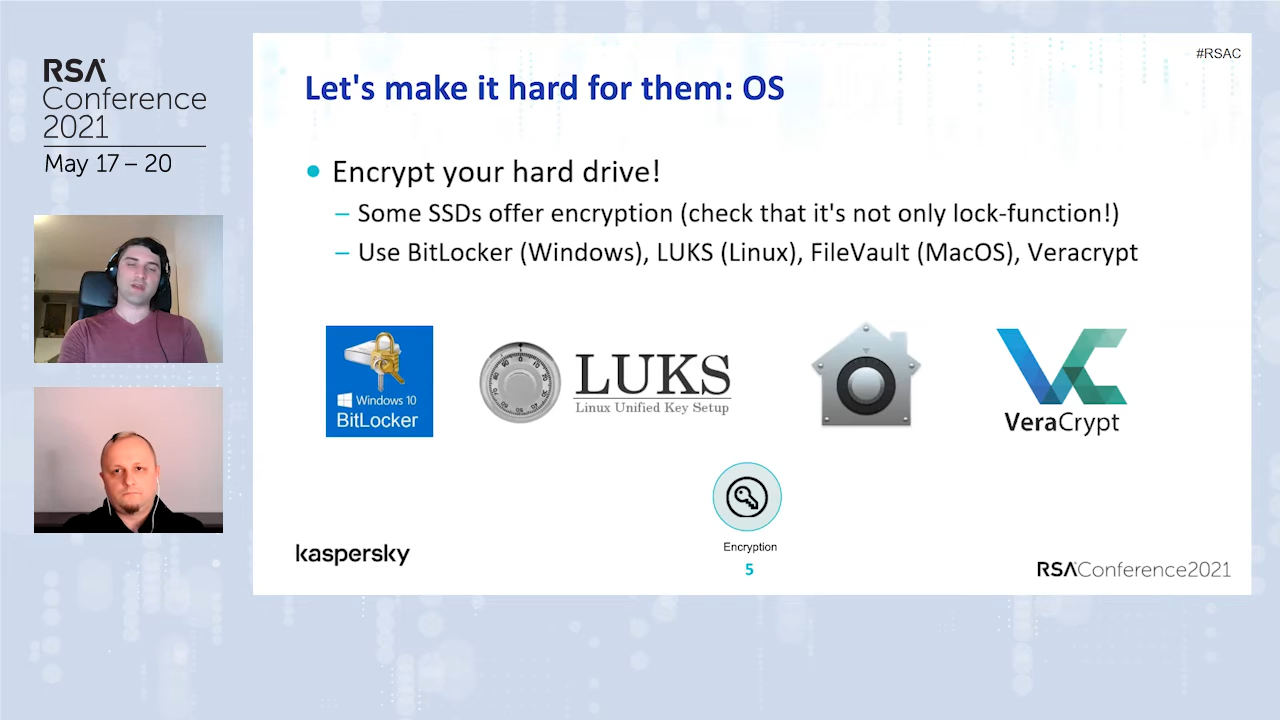 RSA
Conference
2021
May 17 – 20
#RSAC
Let's make it hard for them: OS
Encrypt your hard drive!
– Some SSDs offer encryption (check that it's not only lock-function!)
– Use BitLocker (Windows), LUKS (Linux), FileVault (MacOS), Veracrypt
Windows 10
BitLocker
LUKS
Linux Unified Key Setup
VC
VeraCrypt
Encryption
kaspersky
5
RSAConference2021